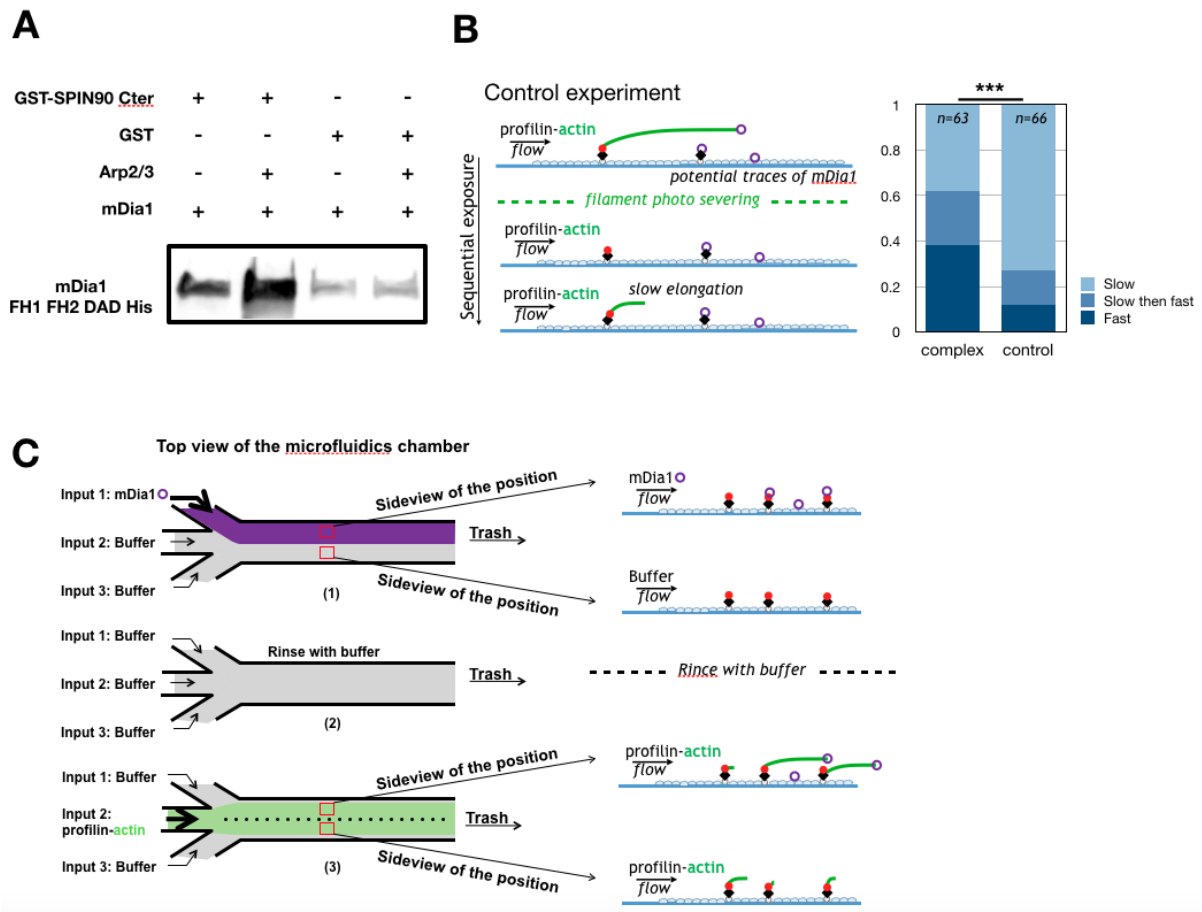 A
GST-SPIN90 Cter + + - -
GST - - + +
Arp2/3 - + - +
mDia1 + + + +
mDia1
FH1 FH2 DAD His
B
Control experiment
Sequential exposure
profilin-actin
flow
potential traces of mDia1
filament photo severing
profilin-actin
flow
profilin-actin
flow
slow elongation
***
1
0.8
0.6
0.4
0.2
0
n=63
n=66
complex
control
Slow
Slow then fast
Fast
C
Top view of the microfluidics chamber
Input 1: mDia1
Input 2: Buffer
Input 3: Buffer
(1)
Trash
Sideview of the position
Sideview of the position
mDia1
flow
Buffer
flow
Input 1: Buffer
Input 2: Buffer
Input 3: Buffer
Rinse with buffer
(2)
Trash
Rince with buffer
Input 1: Buffer
Input 2:
profilin-actin
Input 3: Buffer
(3)
Trash
Sideview of the position
Sideview of the position
profilin-actin
flow
profilin-actin
flow